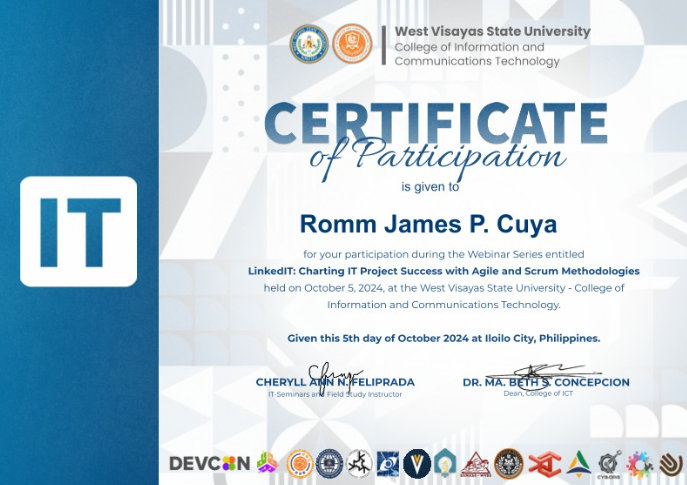 West Visayas State University
College of Information and
Communications Technology
CERTIFICATE
of Participation
is given to
IT
Romm James P. Cuya
for your participation during the Webinar Series entitled
LinkedIT: Charting IT Project Success with Agile and Scrum Methodologies
held on October 5, 2024, at the West Visayas State University - College of
Information and Communications Technology.
Given this 5th day of October 2024 at Iloilo City, Philippines.
CHERYLL ANN N. FELIPRADA
IT-Seminars and Field Study Instructor
DR. MA. BETH S. CONCEPCION
Dean, College of ICT
DEVCON